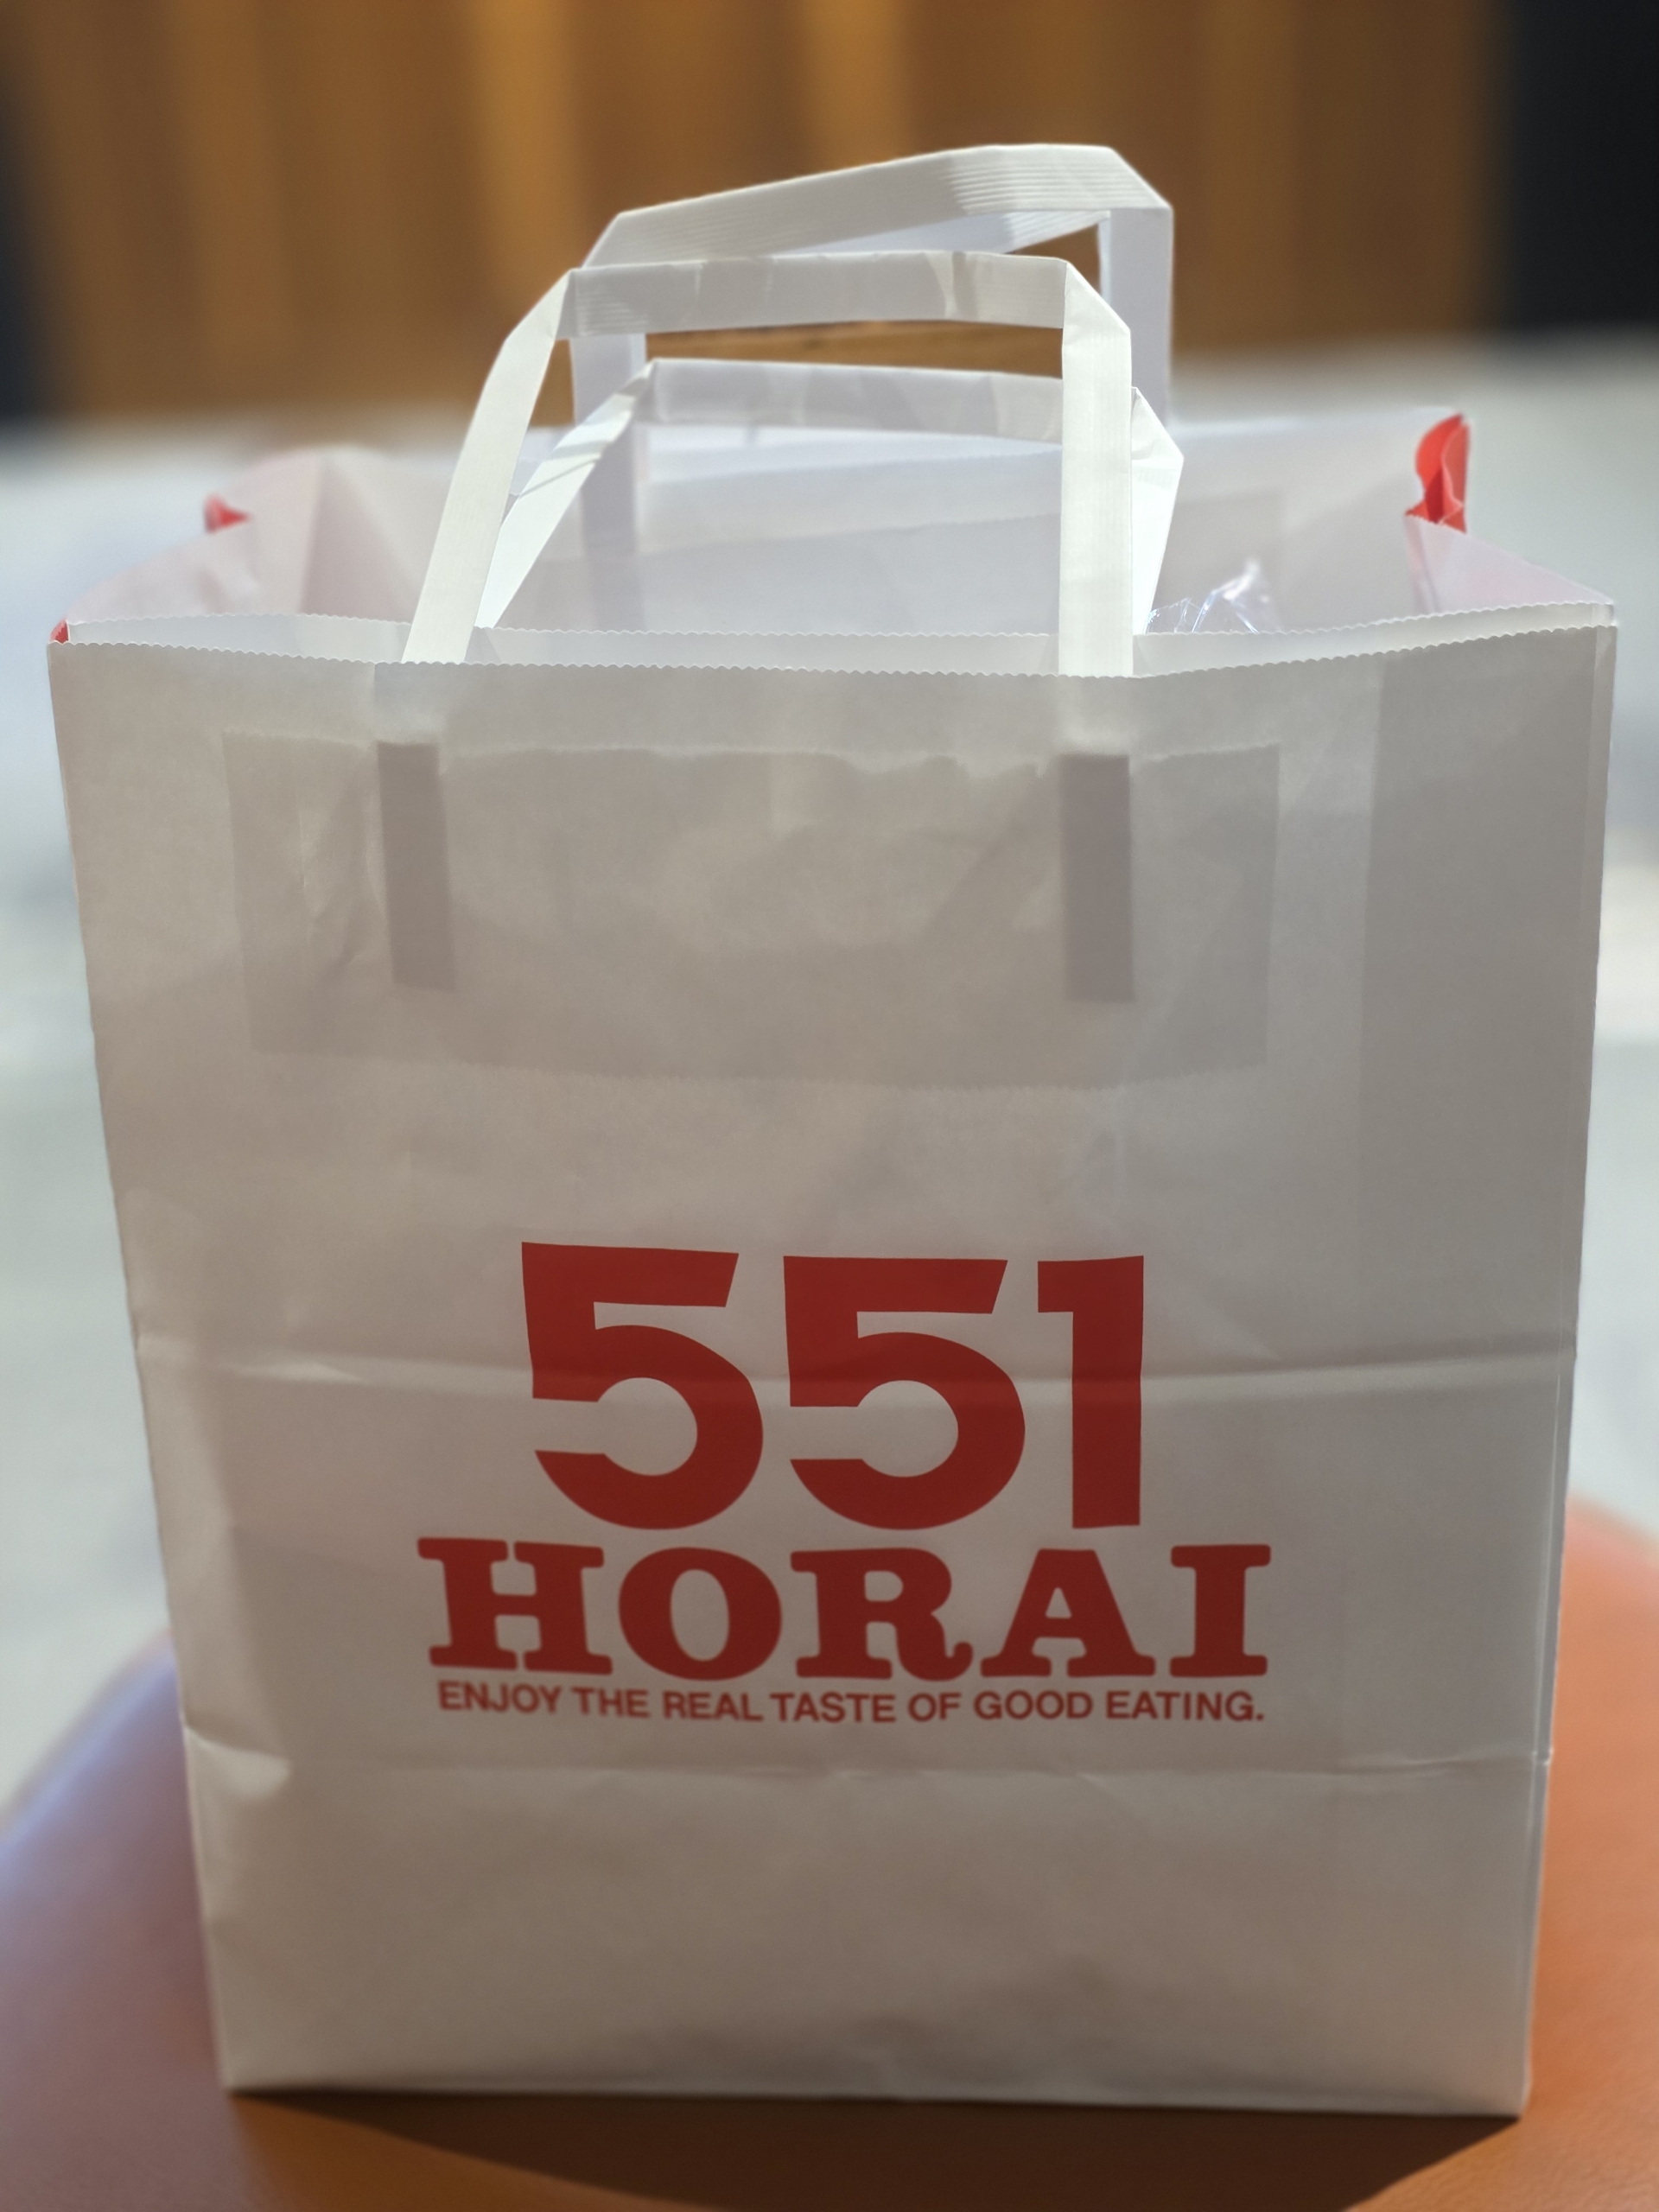 551
HORAI
ENJOY THE REAL TASTE OF GOOD EATING.